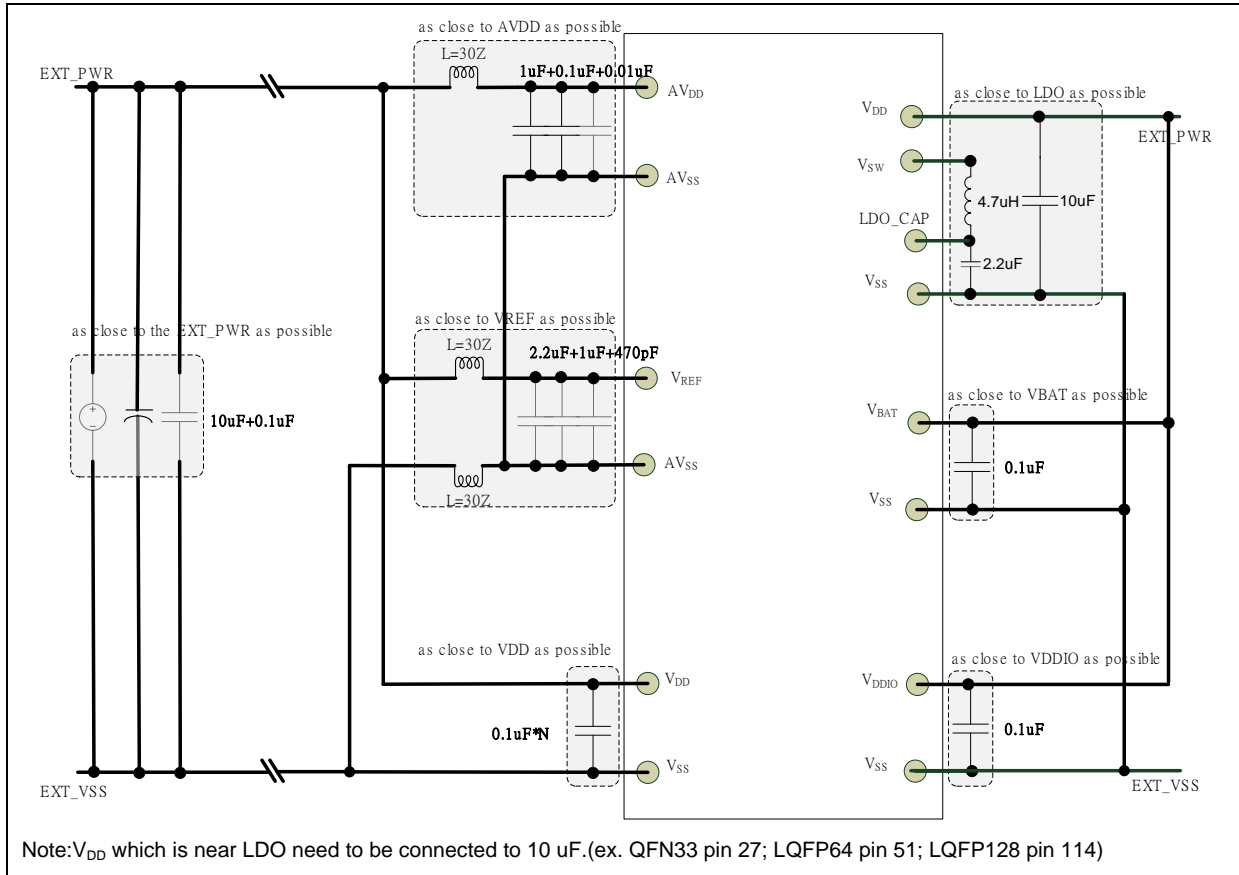 as close to AVDD as possible
L=30Z
1uF+0.1uF+0.01uF
EXT_PWR
AVDD
AVSS
as close to LDO as possible
VDD
EXT_PWR
VSW
4.7uH
10uF
LDO_CAP
2.2uF
VSS
as close to the EXT_PWR as possible
10uF+0.1uF
as close to VREF as possible
L=30Z
2.2uF+1uF+470pF
VREF
AVSS
L=30Z
as close to VBAT as possible
VBAT
0.1uF
VSS
as close to VDD as possible
VDD
0.1uF*N
VSS
EXT_VSS
as close to VDDIO as possible
VDDIO
0.1uF
VSS
EXT_VSS
Note:VDD which is near LDO need to be connected to 10 uF.(ex. QFN33 pin 27; LQFP64 pin 51; LQFP128 pin 114)